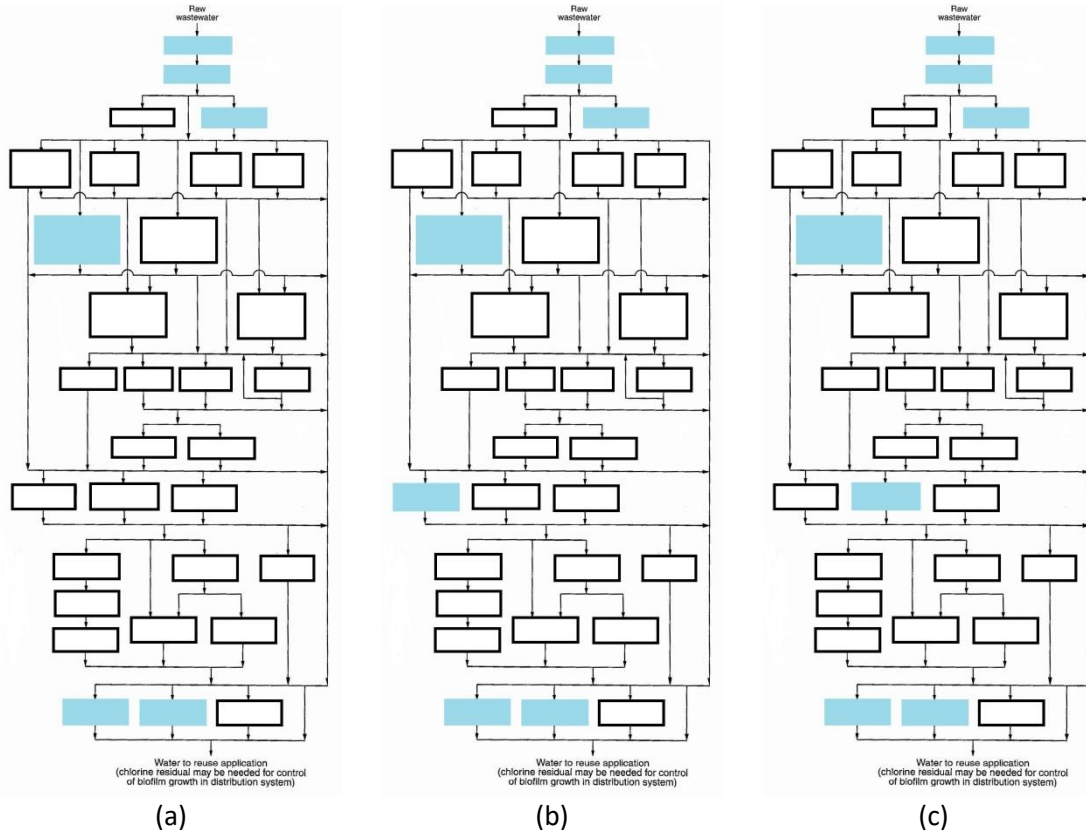 Raw
wastewater
Raw
wastewater
Raw
wastewater
Water to reuse application
(chlorine residual may be needed for control
of biofilm growth in distribution system)
Water to reuse application
(chlorine residual may be needed for control
of biofilm growth in distribution system)
Water to reuse application
(chlorine residual may be needed for control
of biofilm growth in distribution system)
(a)
(b)
(c)